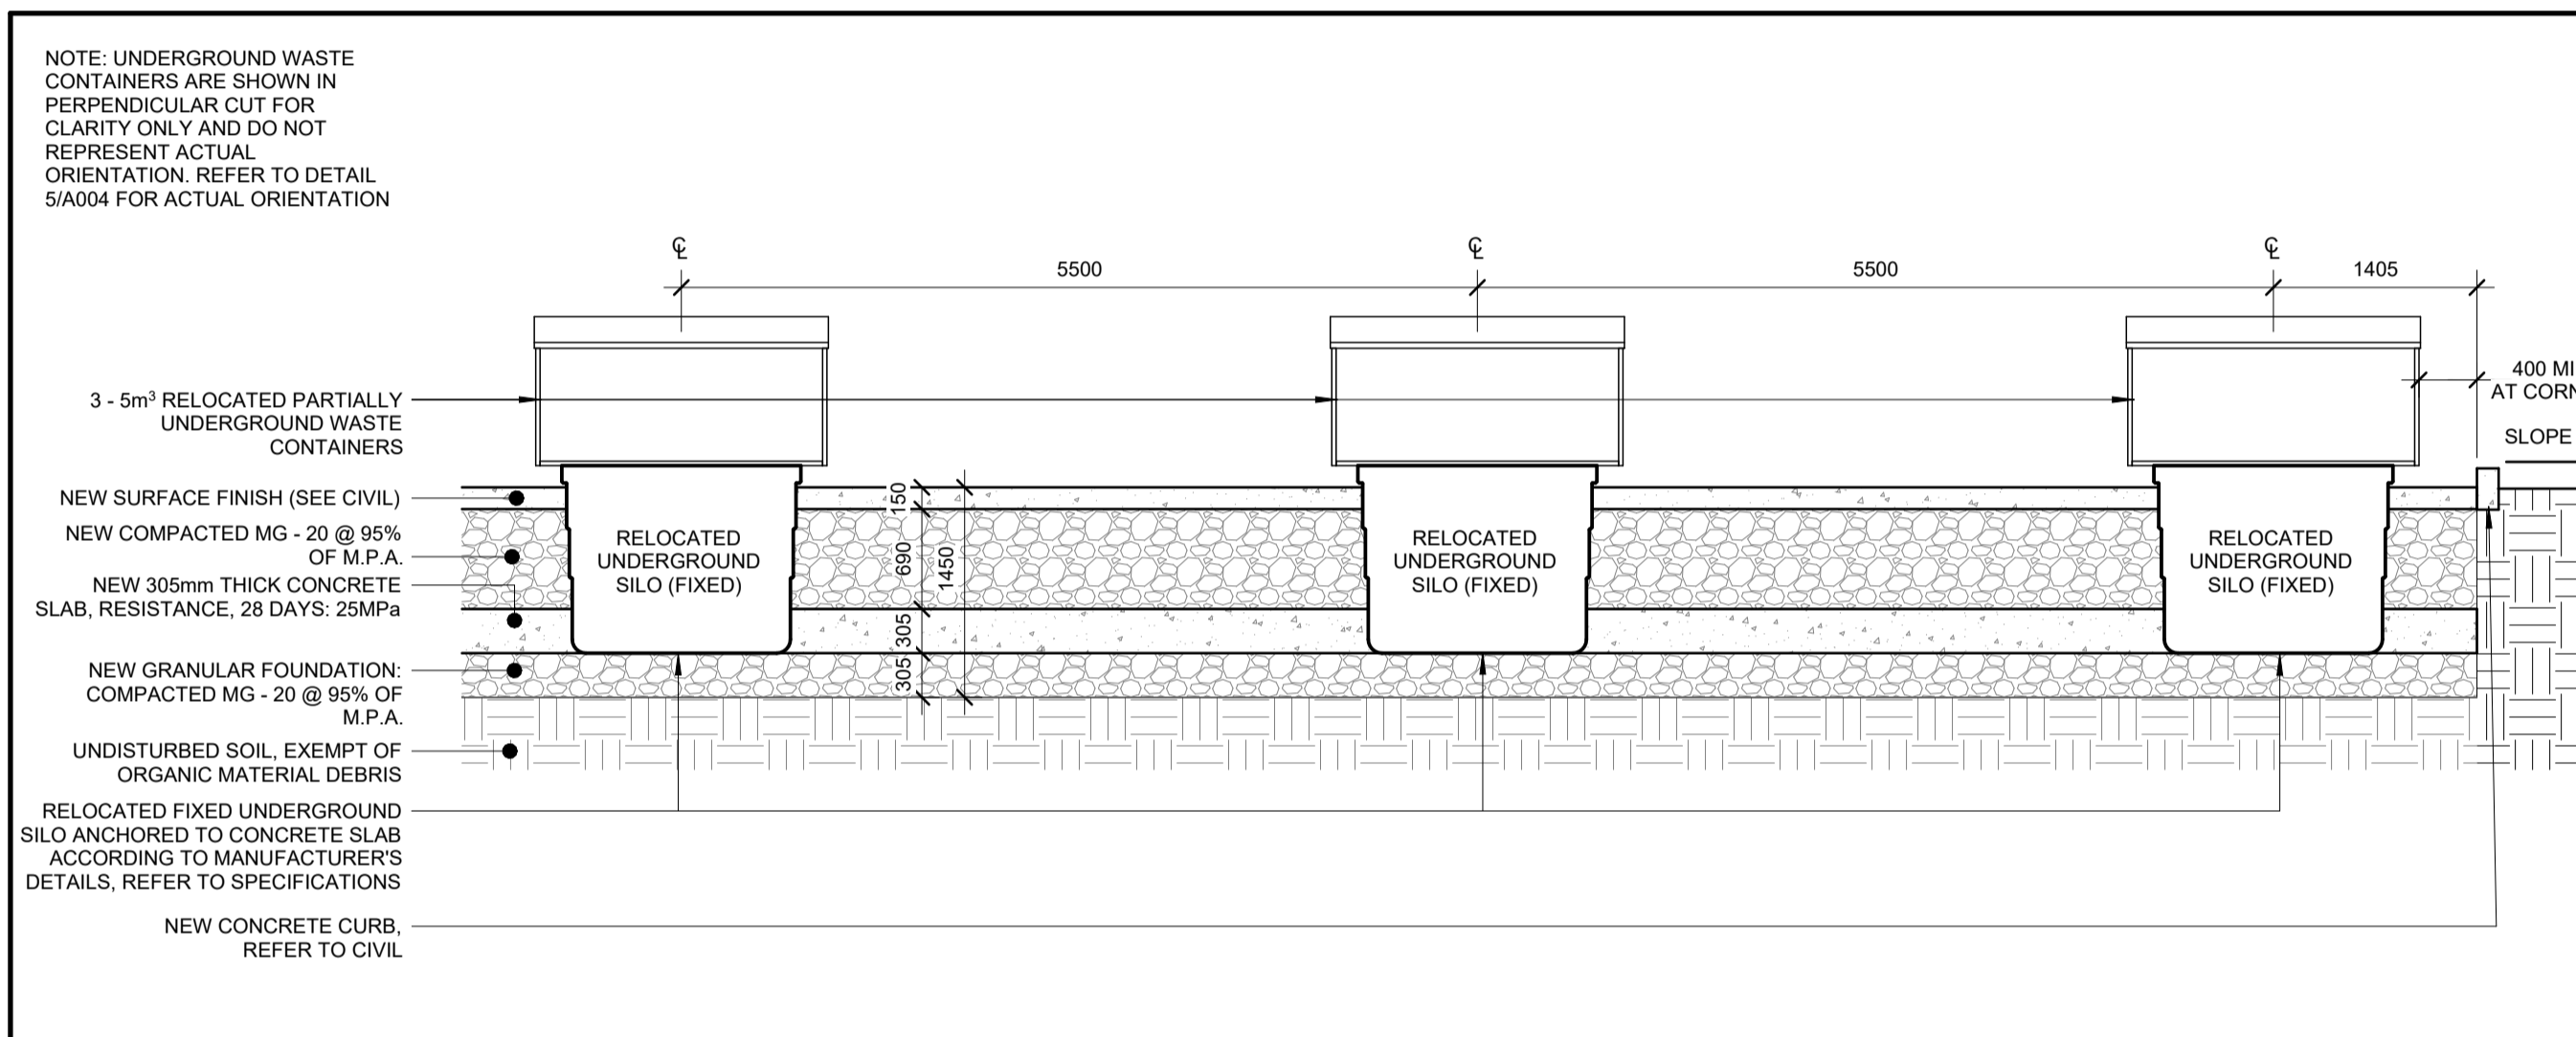 NOTE: UNDERGROUND WASTE
CONTAINERS ARE SHOWN IN
PERPENDICULAR CUT FOR
CLARITY ONLY AND DO NOT
REPRESENT ACTUAL
ORIENTATION. REFER TO DETAIL
5/A004 FOR ACTUAL ORIENTATION
℄ ℄ ℄
5500 5500 1405
400 MI
AT CORN
SLOPE
3 - 5m³ RELOCATED PARTIALLY
UNDERGROUND WASTE
CONTAINERS
NEW SURFACE FINISH (SEE CIVIL)
NEW COMPACTED MG - 20 @ 95%
OF M.P.A.
NEW 305mm THICK CONCRETE
SLAB, RESISTANCE, 28 DAYS: 25MPa
NEW GRANULAR FOUNDATION:
COMPACTED MG - 20 @ 95% OF
M.P.A.
UNDISTURBED SOIL, EXEMPT OF
ORGANIC MATERIAL DEBRIS
RELOCATED FIXED UNDERGROUND
SILO ANCHORED TO CONCRETE SLAB
ACCORDING TO MANUFACTURER'S
DETAILS, REFER TO SPECIFICATIONS
NEW CONCRETE CURB,
REFER TO CIVIL
RELOCATED
UNDERGROUND
SILO (FIXED)
150
690
305
305
1450
RELOCATED
UNDERGROUND
SILO (FIXED)
RELOCATED
UNDERGROUND
SILO (FIXED)